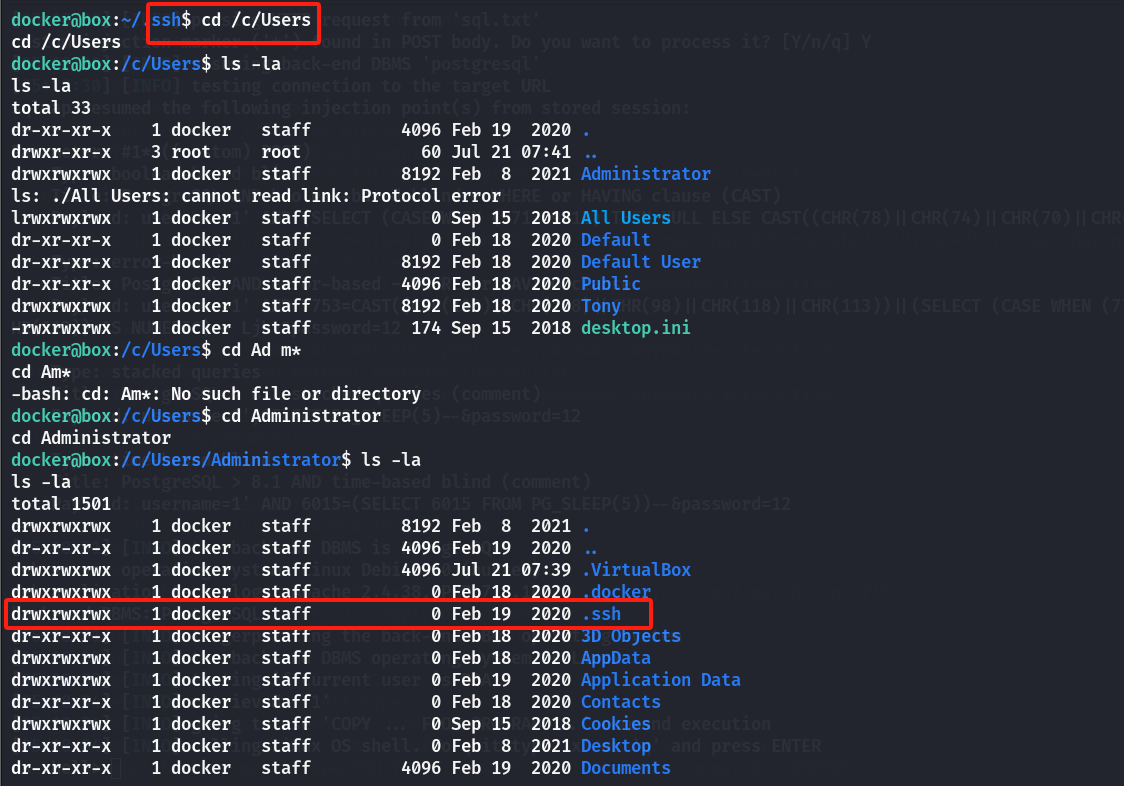 docker@box:~/.ssh$ cd /c/Users
cd /c/Users
docker@box:/c/Users$ ls -la
ls -la
total 33
dr-xr-xr-x 1 docker staff 4096 Feb 19 2020 .
drwxr-xr-x 3 root root 60 Jul 21 07:41 ..
drwxrwxrwx 1 docker staff 8192 Feb 8 2021 Administrator
ls: ./All Users: cannot read link: Protocol error
lrwxrwxrwx 1 docker staff 0 Sep 15 2018 All Users
dr-xr-xr-x 1 docker staff 0 Feb 18 2020 Default
dr-xr-xr-x 1 docker staff 8192 Feb 18 2020 Default User
dr-xr-xr-x 1 docker staff 4096 Feb 18 2020 Public
drwxrwxrwx 1 docker staff 8192 Feb 18 2020 Tony
-rwxrwxrwx 1 docker staff 174 Sep 15 2018 desktop.ini
docker@box:/c/Users$ cd Ad m*
cd Am*
-bash: cd: Am*: No such file or directory
docker@box:/c/Users$ cd Administrator
cd Administrator
docker@box:/c/Users/Administrator$ ls -la
ls -la
total 1501
drwxrwxrwx 1 docker staff 8192 Feb 8 2021 .
dr-xr-xr-x 1 docker staff 4096 Feb 19 2020 ..
drwxrwxrwx 1 docker staff 4096 Jul 21 07:39 .VirtualBox
drwxrwxrwx 1 docker staff 0 Feb 18 2020 .docker
drwxrwxrwx 1 docker staff 0 Feb 19 2020 .ssh
dr-xr-xr-x 1 docker staff 0 Feb 18 2020 3D Objects
drwxrwxrwx 1 docker staff 0 Feb 18 2020 AppData
drwxrwxrwx 1 docker staff 0 Feb 19 2020 Application Data
dr-xr-xr-x 1 docker staff 0 Feb 18 2020 Contacts
drwxrwxrwx 1 docker staff 0 Sep 15 2018 Cookies
dr-xr-xr-x 1 docker staff 0 Feb 8 2021 Desktop
dr-xr-xr-x 1 docker staff 4096 Feb 19 2020 Documents